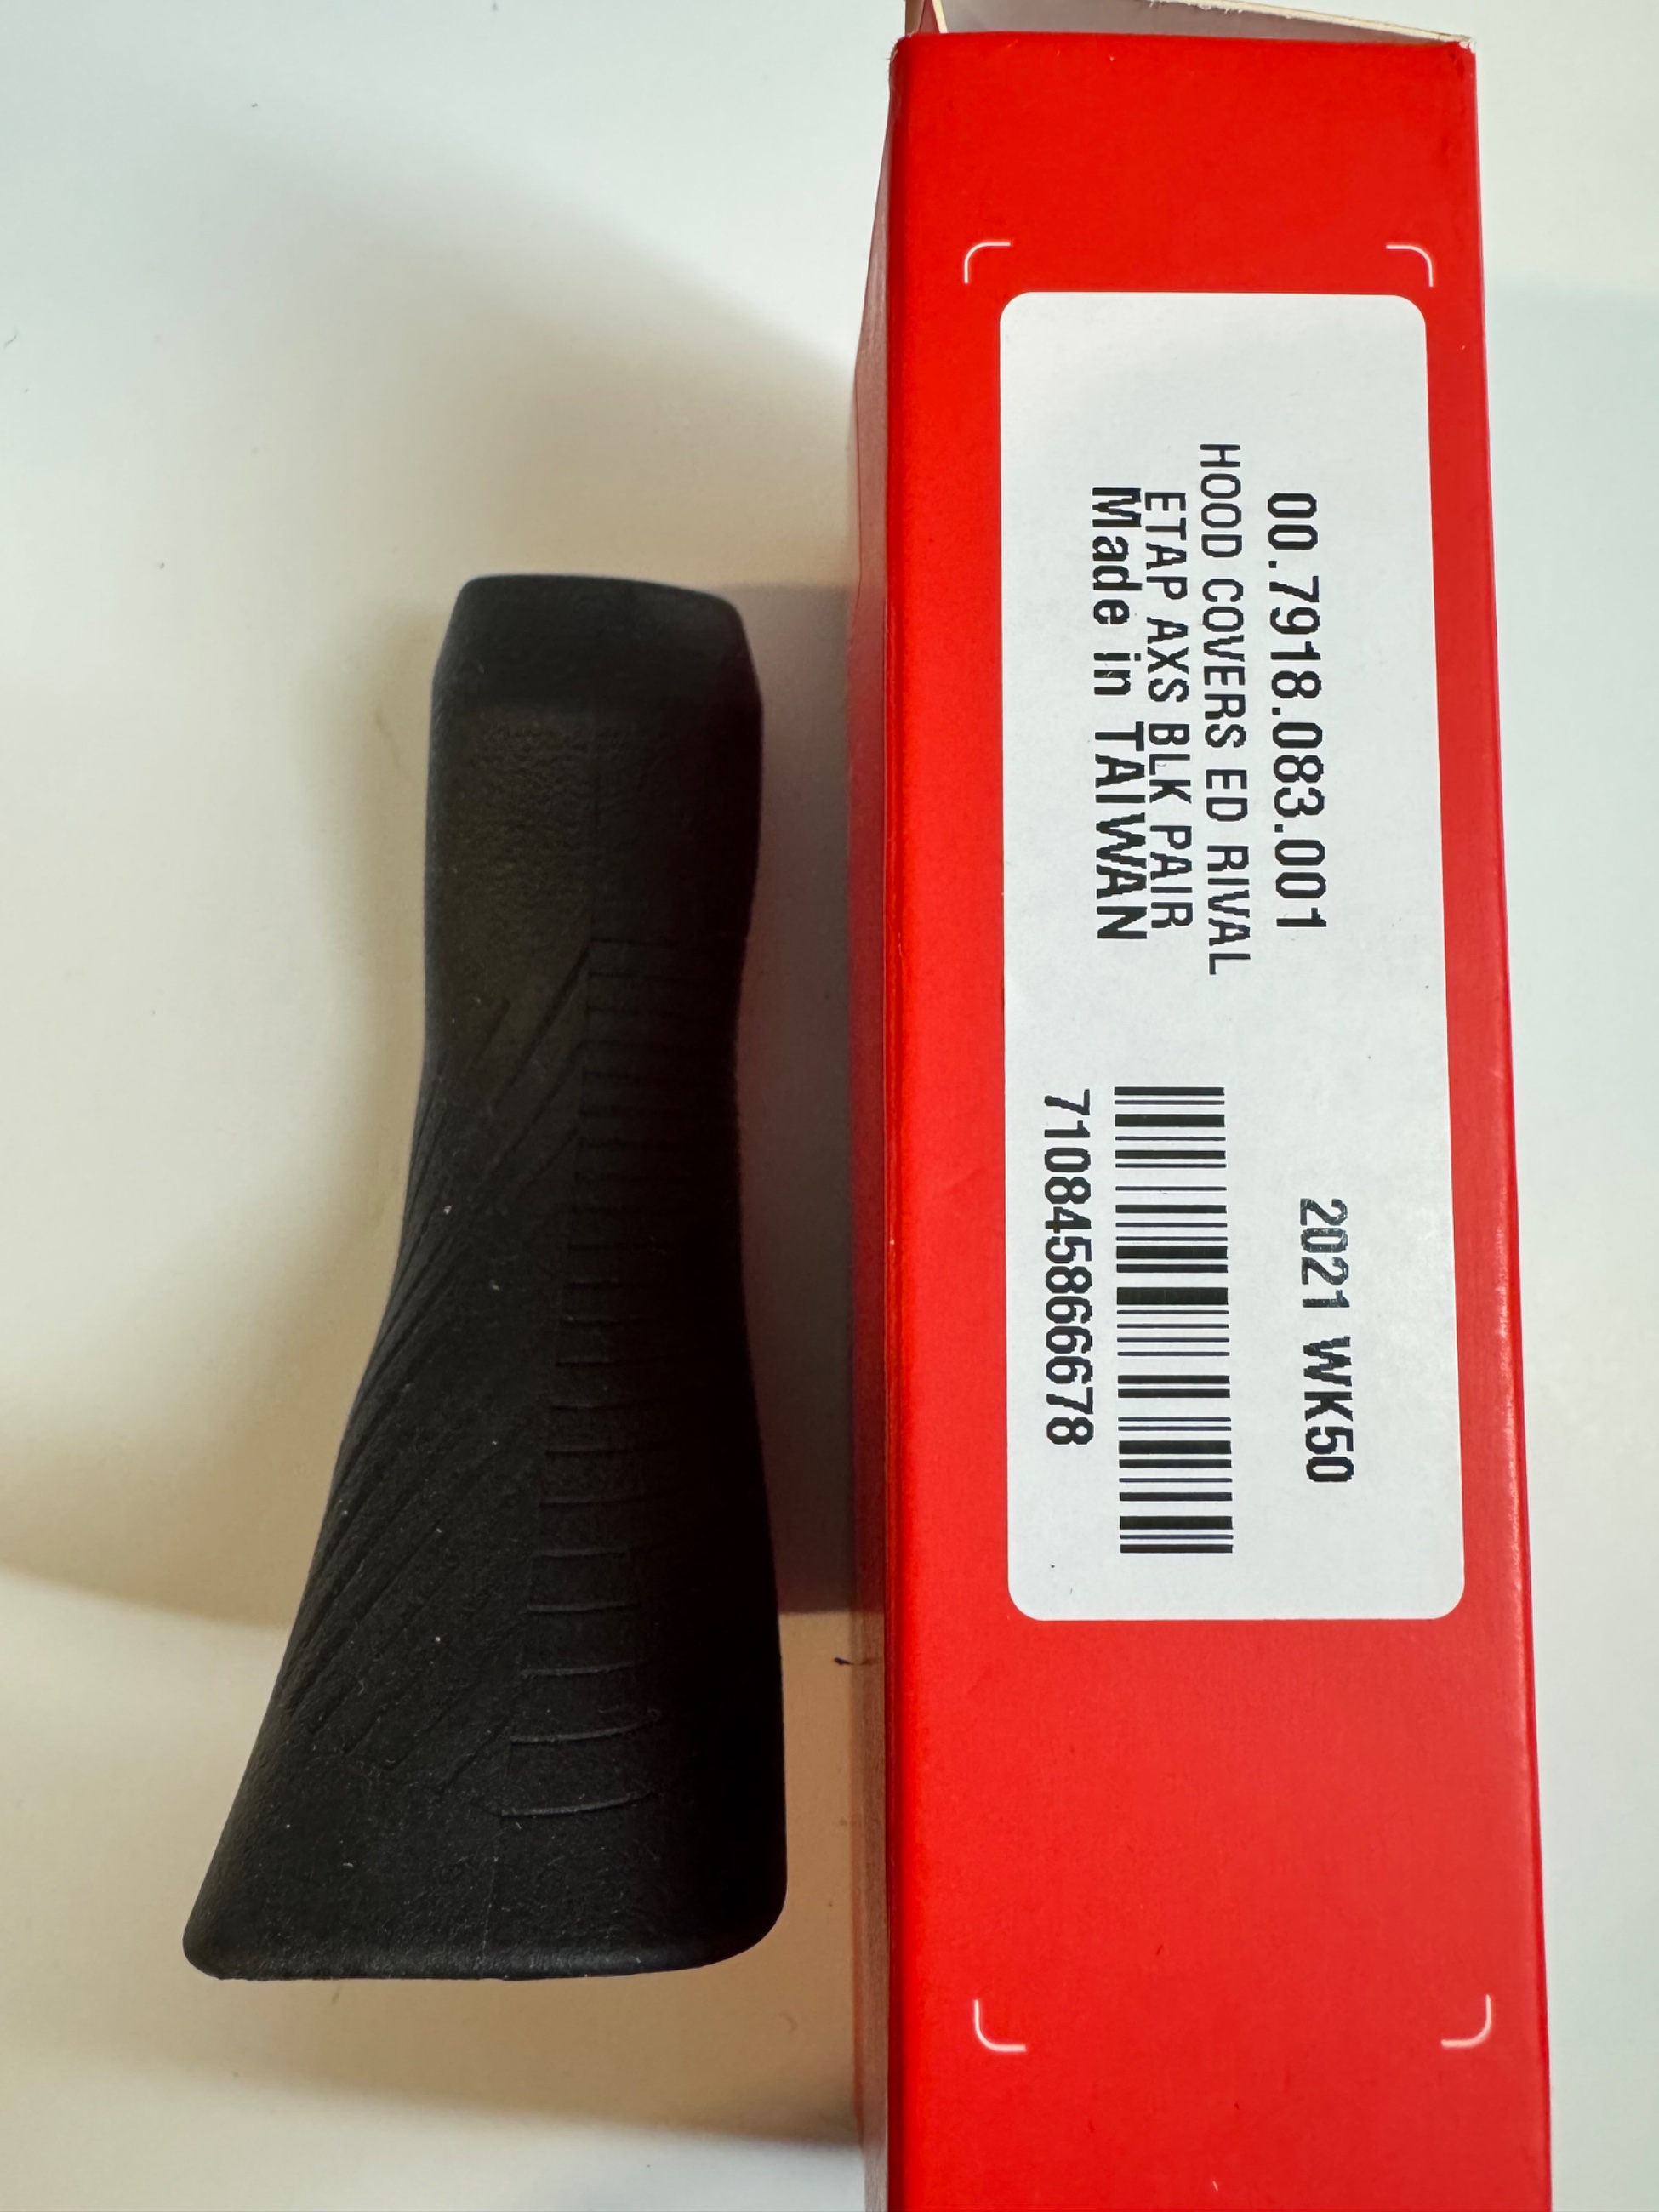 00.7918.083.001
HOOD COVERS ED RIVAL
ETAP AXS BLK PAIR
Made in TAIWAN
2021 WK50
710845866678